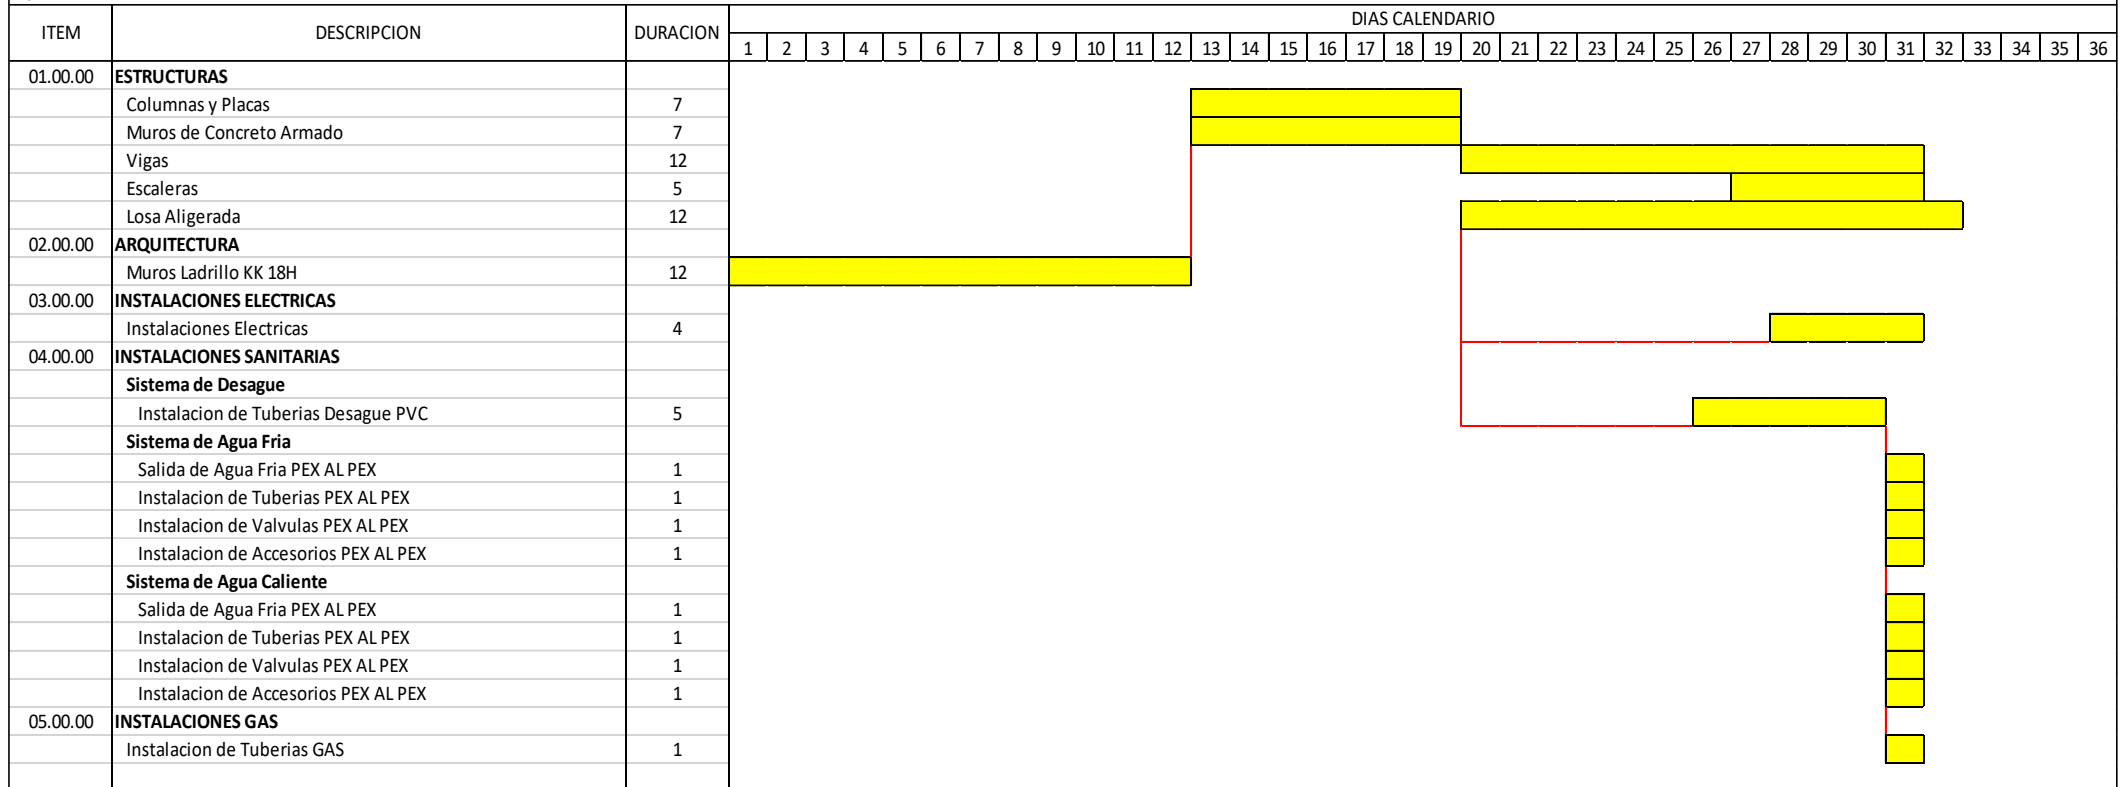 DIAS CALENDARIO
ITEM DESCRIPCION DURACION
1 2 3 4 5 6 7 8 9 10 11 12 13 14 15 16 17 18 19 20 21 22 23 24 25 26 27 28 29 30 31 32 33 34 35 36
01.00.00 ESTRUCTURAS
Columnas y Placas 7
Muros de Concreto Armado 7
Vigas 12
Escaleras 5
Losa Aligerada 12
02.00.00 ARQUITECTURA
Muros Ladrillo KK 18H 12
03.00.00 INSTALACIONES ELECTRICAS
Instalaciones Electricas 4
04.00.00 INSTALACIONES SANITARIAS
Sistema de Desague
Instalacion de Tuberias Desague PVC 5
Sistema de Agua Fria
Salida de Agua Fria PEX AL PEX 1
Instalacion de Tuberias PEX AL PEX 1
Instalacion de Valvulas PEX AL PEX 1
Instalacion de Accesorios PEX AL PEX 1
Sistema de Agua Caliente
Salida de Agua Fria PEX AL PEX 1
Instalacion de Tuberias PEX AL PEX 1
Instalacion de Valvulas PEX AL PEX 1
Instalacion de Accesorios PEX AL PEX 1
05.00.00 INSTALACIONES GAS
Instalacion de Tuberias GAS 1